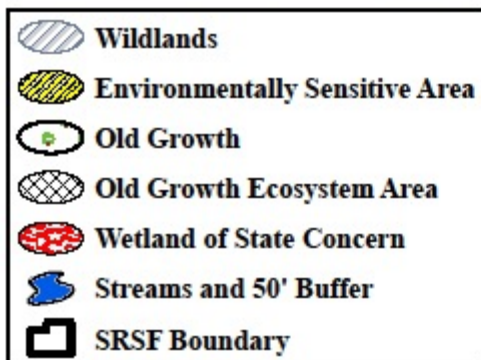 Wildlands
Environmentally Sensitive Area
Old Growth
Old Growth Ecosystem Area
Wetland of State Concern
Streams and 50' Buffer
SRSF Boundary